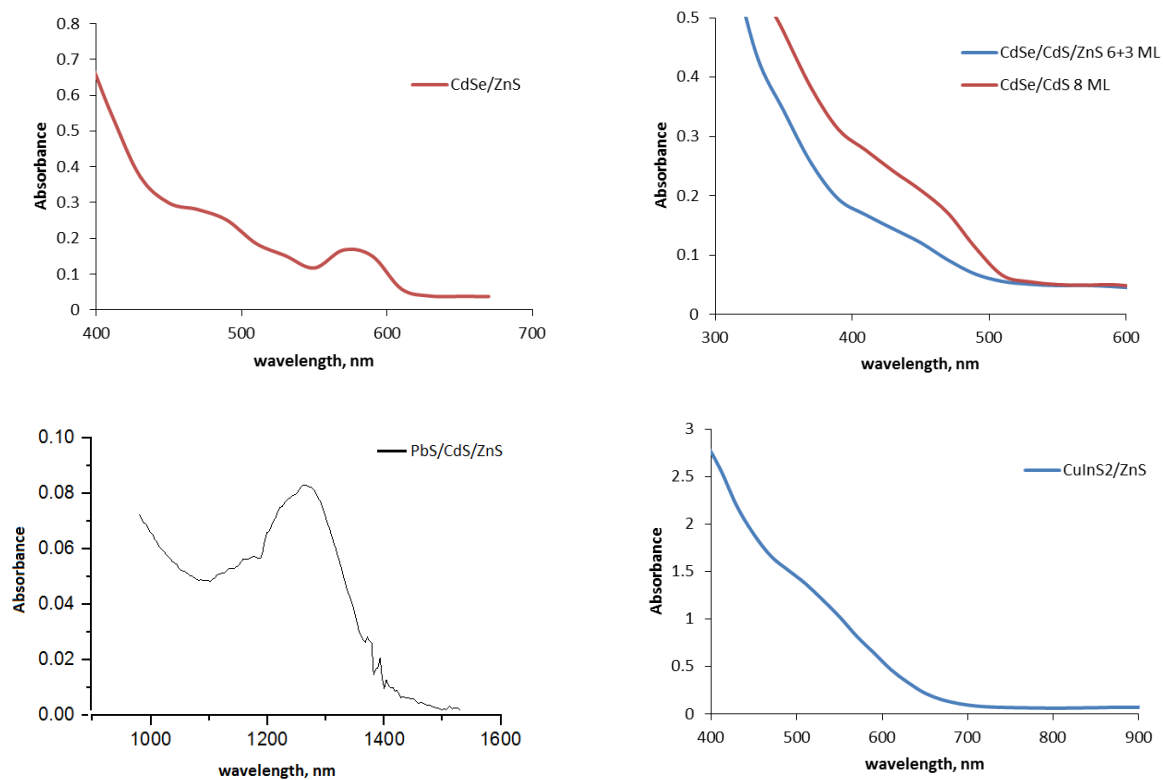 0.8
0.7
0.6
0.5
0.4
0.3
0.2
0.1
0
Absorbance
CdSe/ZnS
400 500 600 700
wavelength, nm
0.5
0.4
0.3
0.2
0.1
0
Absorbance
CdSe/CdS/ZnS 6+3 ML
CdSe/CdS 8 ML
300 400 500 600
wavelength, nm
0.10
0.08
0.06
0.04
0.02
0.00
Absorbance
PbS/CdS/ZnS
1000 1200 1400 1600
wavelength, nm
3
2.5
2
1.5
1
0.5
0
Absorbance
CuInS2/ZnS
400 500 600 700 800 900
wavelength, nm